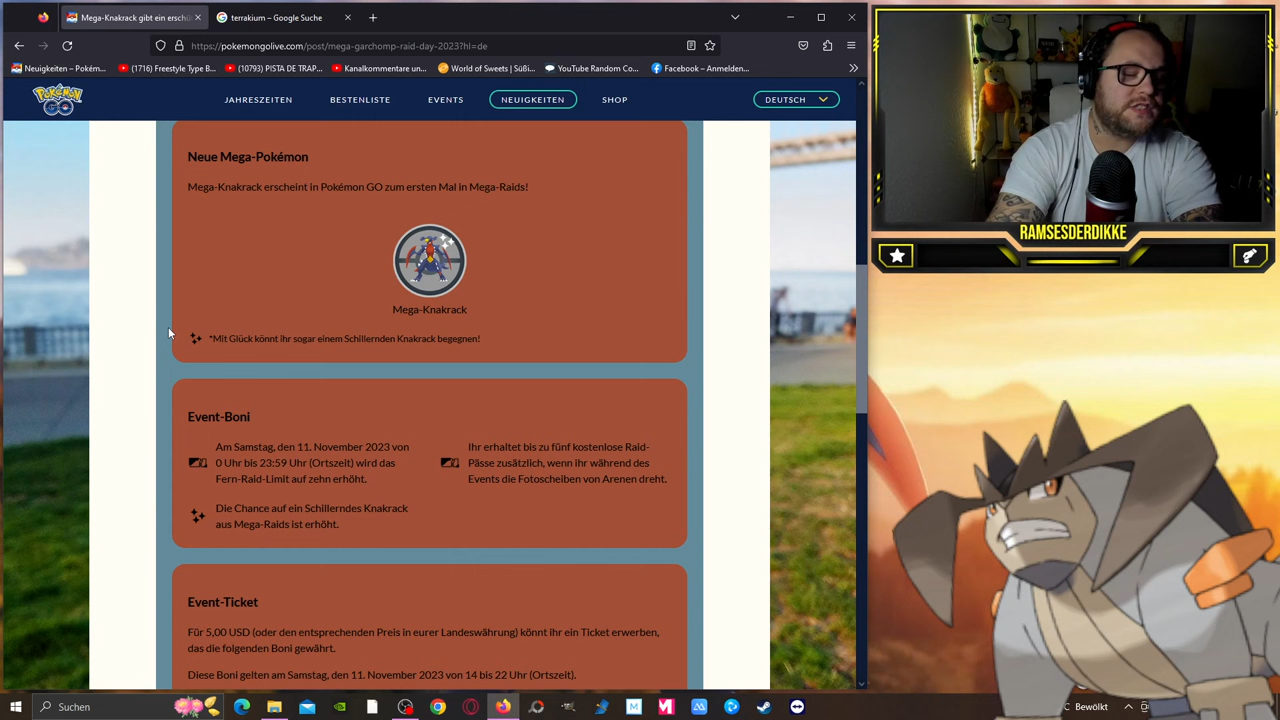 Mega-Knakrack gibt ein erschü
terrakium – Google Suche
https://pokemongolive.com/post/mega-garchomp-raid-day-2023?hl=de
Neuigkeiten – Pokém...
(1716) Freestyle Type B...
(10793) PISTA DE TRAP...
Kanalkommentare un...
World of Sweets | Süßi...
YouTube Random Co...
Facebook – Anmelden...
POKÉMON GO
JAHRESZEITEN
BESTENLISTE
EVENTS
NEUIGKEITEN
SHOP
DEUTSCH
Neue Mega-Pokémon
Mega-Knakrack erscheint in Pokémon GO zum ersten Mal in Mega-Raids!
Mega-Knakrack
*Mit Glück könnt ihr sogar einem Schillernden Knakrack begegnen!
Event-Boni
Am Samstag, den 11. November 2023 von
0 Uhr bis 23:59 Uhr (Ortszeit) wird das
Fern-Raid-Limit auf zehn erhöht.
Ihr erhaltet bis zu fünf kostenlose Raid-
Pässe zusätzlich, wenn ihr während des
Events die Fotoscheiben von Arenen dreht.
Die Chance auf ein Schillerndes Knakrack
aus Mega-Raids ist erhöht.
Event-Ticket
Für 5,00 USD (oder den entsprechenden Preis in eurer Landeswährung) könnt ihr ein Ticket erwerben,
das die folgenden Boni gewährt.
Diese Boni gelten am Samstag, den 11. November 2023 von 14 bis 22 Uhr (Ortszeit).
RAMSESDERDIKKE
Suchen
C Bewölkt